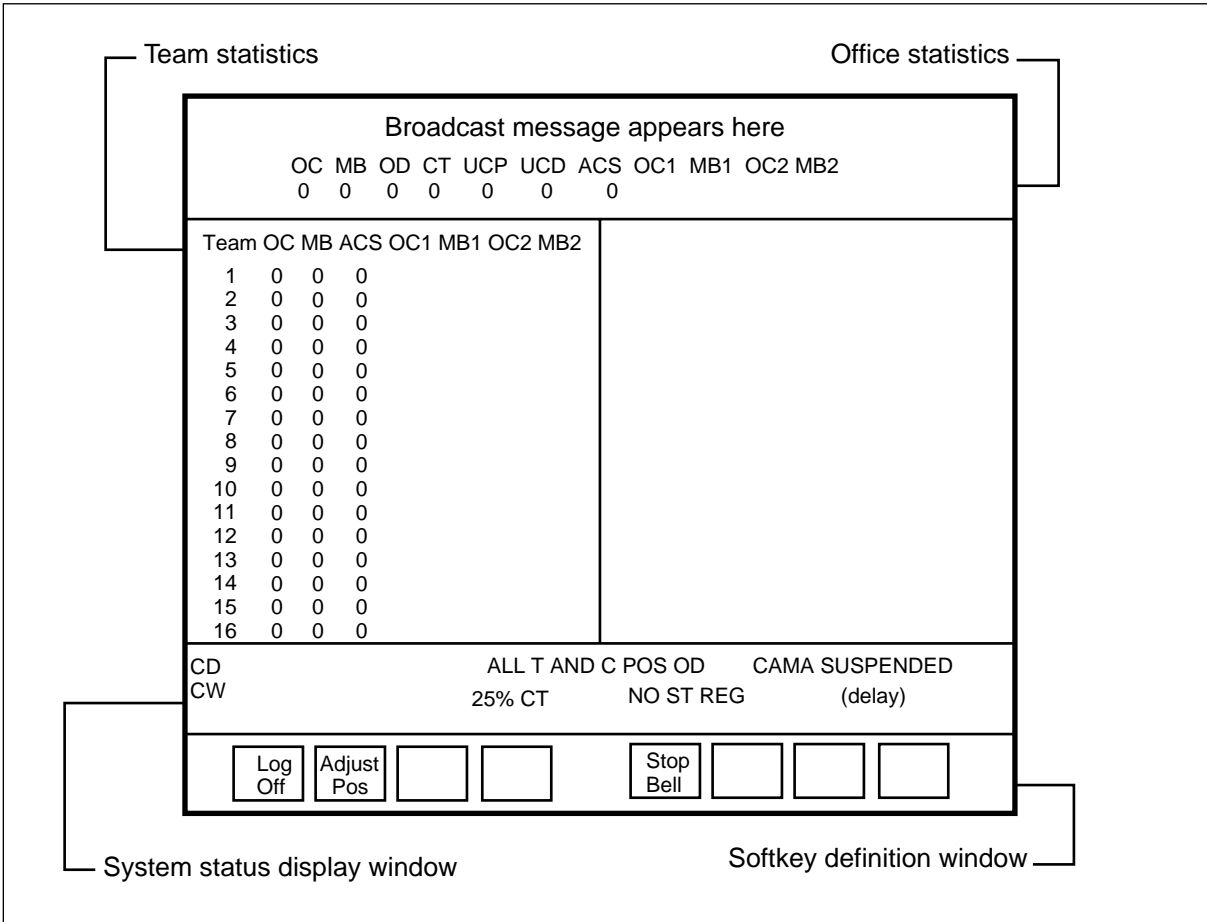 Team statistics
Office statistics
Broadcast message appears here
OC MB OD CT UCP UCD ACS OC1 MB1 OC2 MB2
0 0 0 0 0 0 0
Team OC MB ACS OC1 MB1 OC2 MB2
1 0 0 0
2 0 0 0
3 0 0 0
4 0 0 0
5 0 0 0
6 0 0 0
7 0 0 0
8 0 0 0
9 0 0 0
10 0 0 0
11 0 0 0
12 0 0 0
13 0 0 0
14 0 0 0
15 0 0 0
16 0 0 0
CD ALL T AND C POS OD CAMA SUSPENDED
CW 25% CT NO ST REG (delay)
Log Adjust Stop
Off Pos Bell
System status display window
Softkey definition window